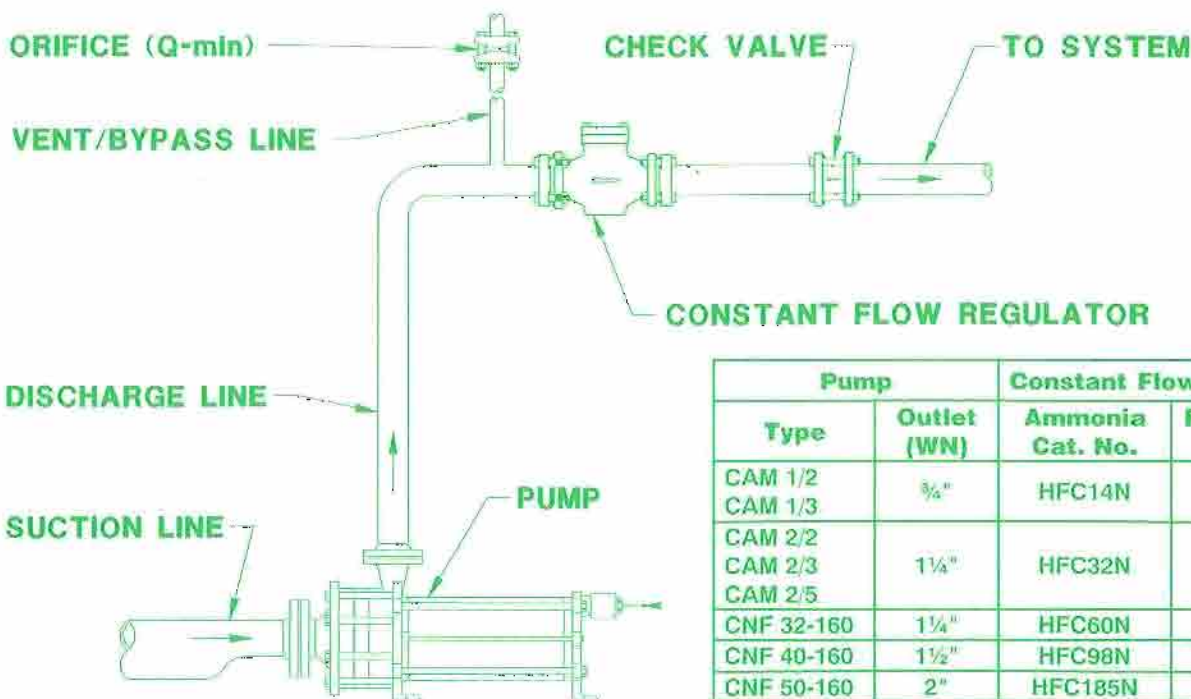 ORIFICE (Q-min)
CHECK VALVE
TO SYSTEM
VENT/BYPASS LINE
CONSTANT FLOW REGULATOR
DISCHARGE LINE
PUMP
SUCTION LINE
Pump Constant Flow
Type Outlet (WN) Ammonia Cat. No.
CAM 1/2
CAM 1/3
¾" HFC14N
CAM 2/2
CAM 2/3
CAM 2/5
1¼" HFC32N
CNF 32-160 1¼" HFC60N
CNF 40-160 1½" HFC98N
CNF 50-160 2" HFC185N